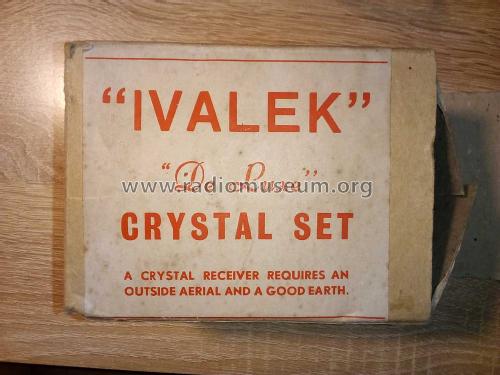 "IVALEK"
"De Luxe"
www.radiomuseum.org
CRYSTAL SET
A CRYSTAL RECEIVER REQUIRES AN
OUTSIDE AERIAL AND A GOOD EARTH.